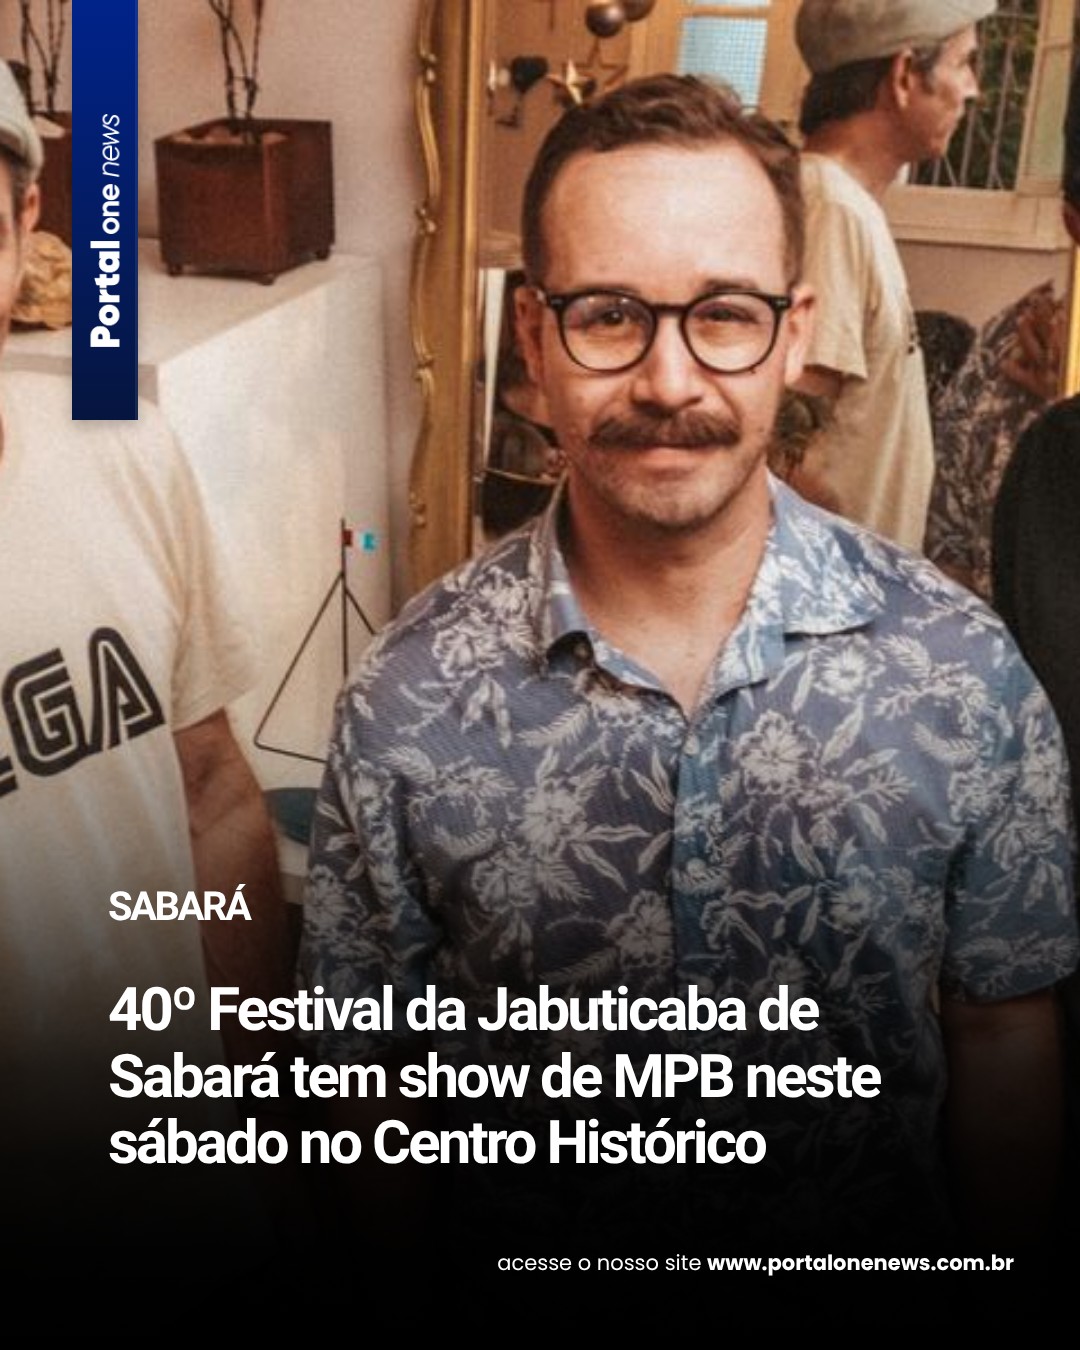 Portal one news
GA
SABARÁ
40º Festival da Jabuticaba de
Sabará tem show de MPB neste
sábado no Centro Histórico
acesse o nosso site www.portalonenews.com.br